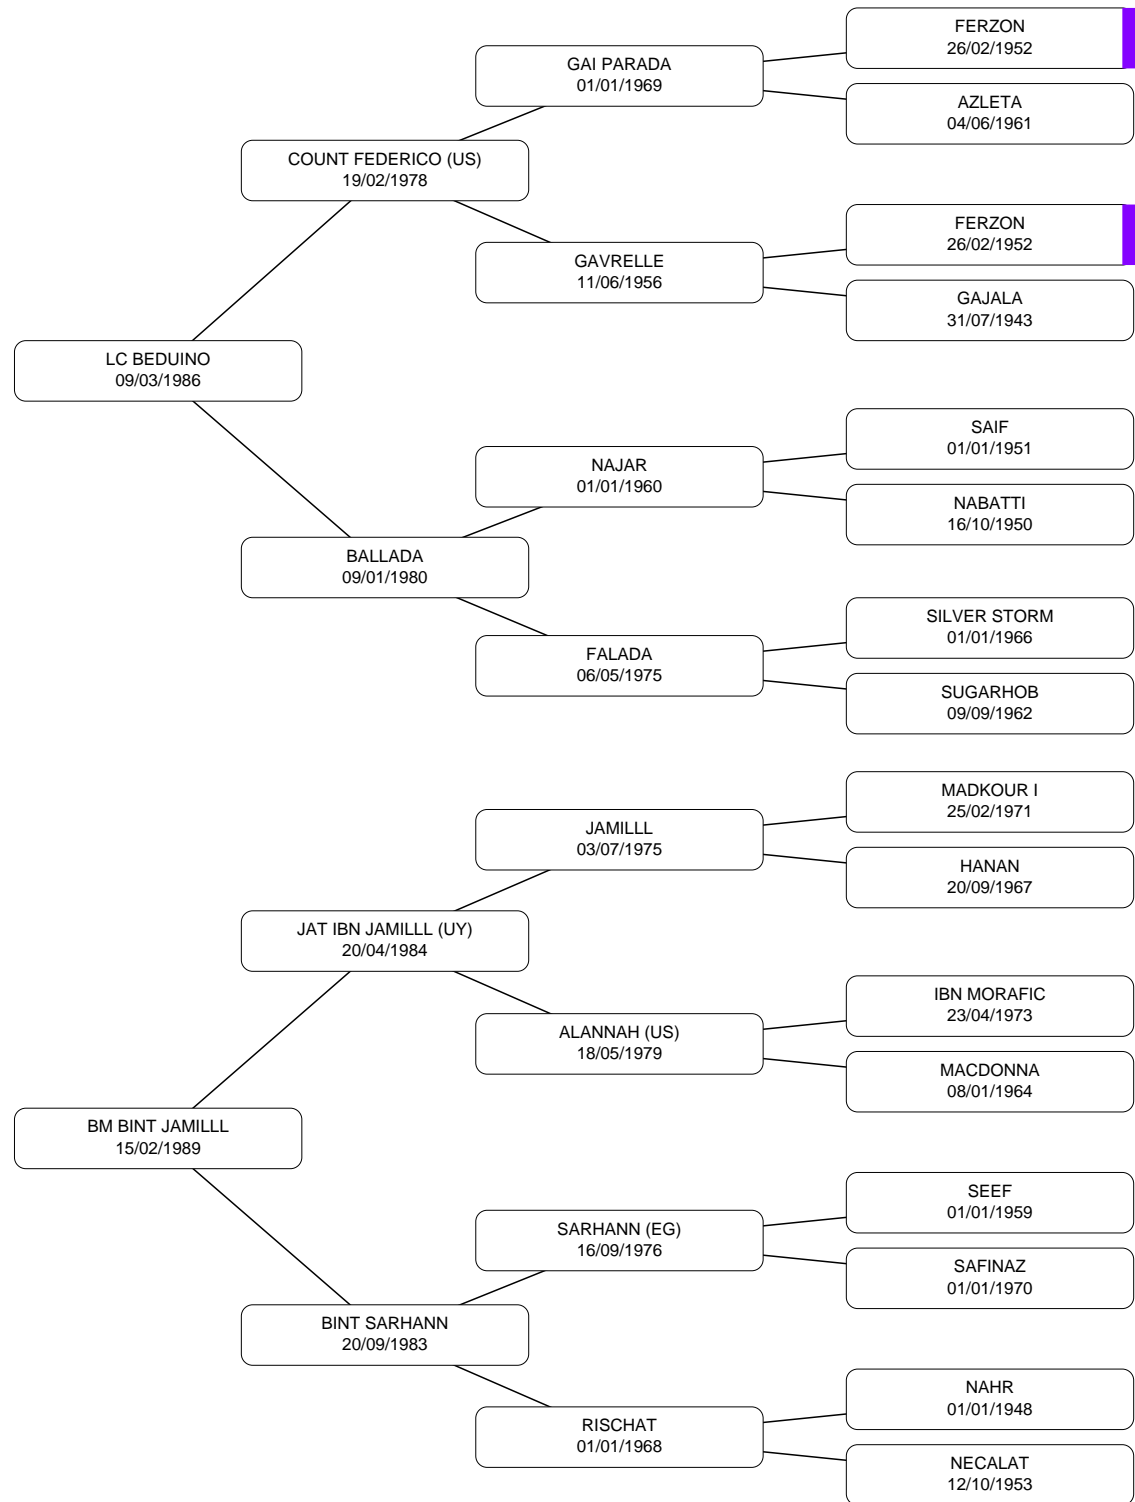 FERZON
26/02/1952
GAI PARADA
01/01/1969
AZLETA
04/06/1961
COUNT FEDERICO (US)
19/02/1978
FERZON
26/02/1952
GAVRELLE
11/06/1956
GAJALA
31/07/1943
LC BEDUINO
09/03/1986
SAIF
01/01/1951
NAJAR
01/01/1960
NABATTI
16/10/1950
BALLADA
09/01/1980
SILVER STORM
01/01/1966
FALADA
06/05/1975
SUGARHOB
09/09/1962
MADKOUR I
25/02/1971
JAMILLL
03/07/1975
HANAN
20/09/1967
JAT IBN JAMILLL (UY)
20/04/1984
IBN MORAFIC
23/04/1973
ALANNAH (US)
18/05/1979
MACDONNA
08/01/1964
BM BINT JAMILLL
15/02/1989
SEEF
01/01/1959
SARHANN (EG)
16/09/1976
SAFINAZ
01/01/1970
BINT SARHANN
20/09/1983
NAHR
01/01/1948
RISCHAT
01/01/1968
NECALAT
12/10/1953